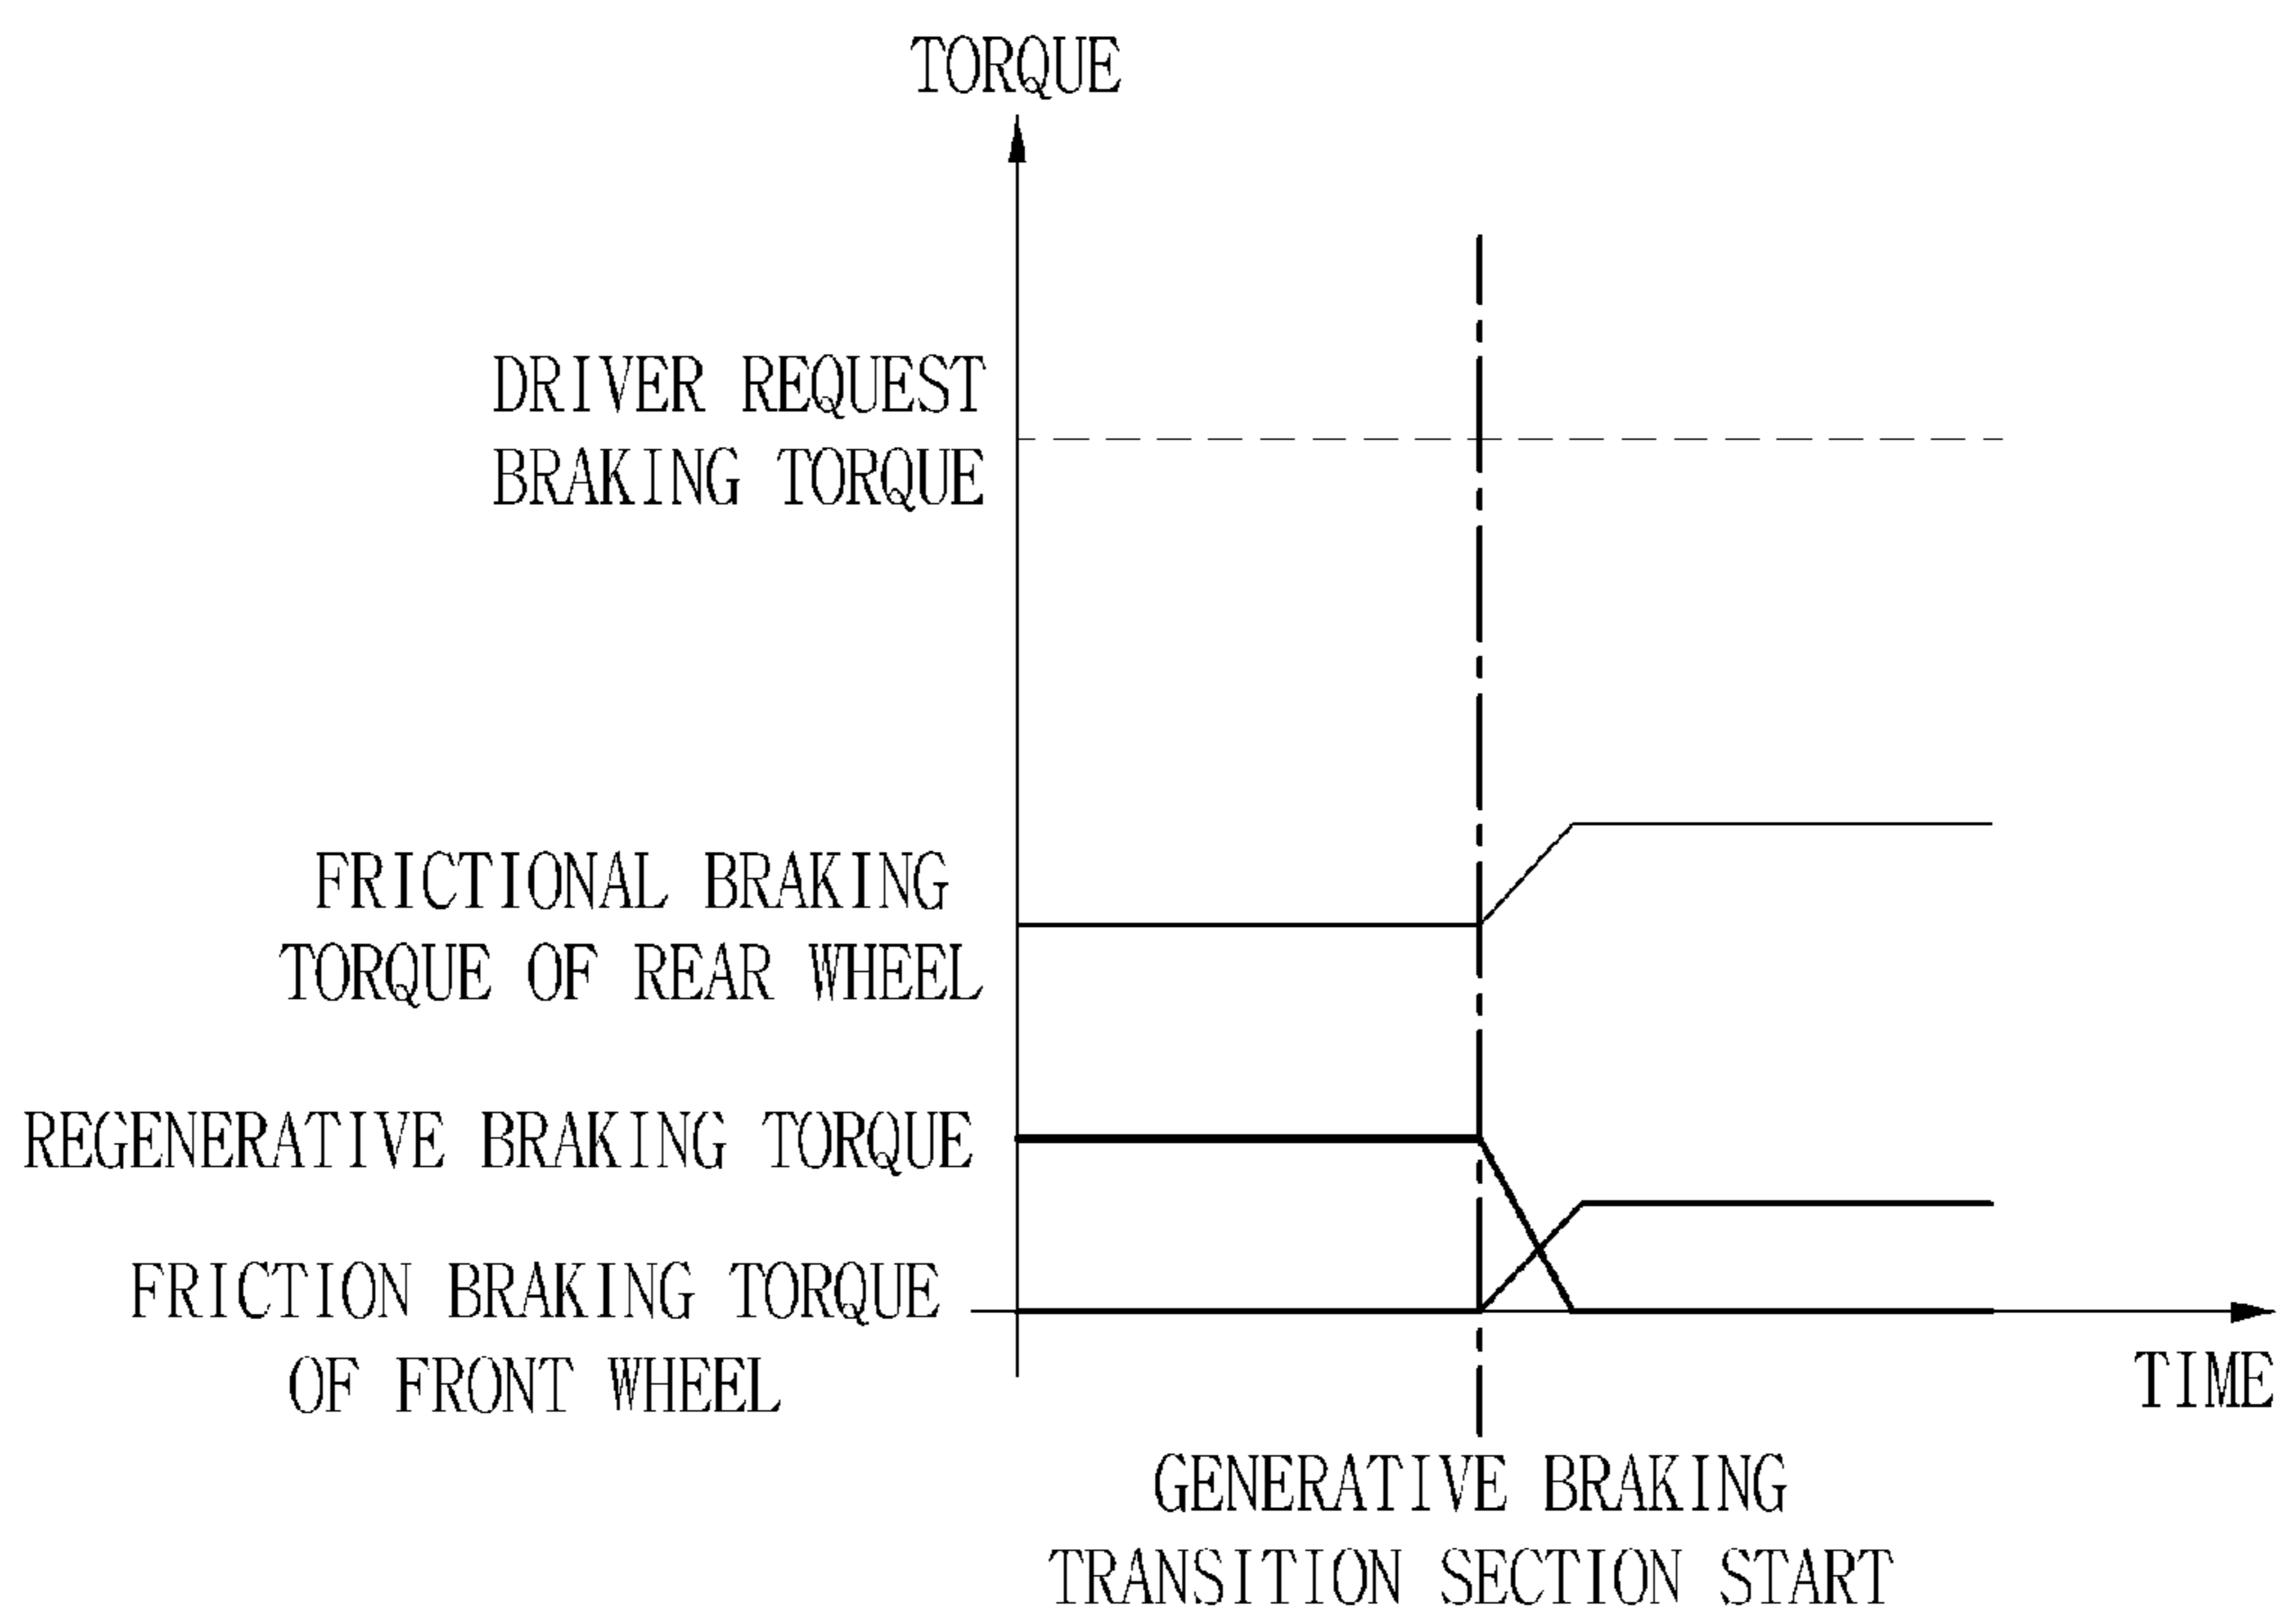 TORQUE
DRIVER REQUEST
BRAKING TORQUE
FRICTIONAL BRAKING
TORQUE OF REAR WHEEL
REGENERATIVE BRAKING TORQUE
FRICTION BRAKING TORQUE
OF FRONT WHEEL
TIME
GENERATIVE BRAKING
TRANSITION SECTION START